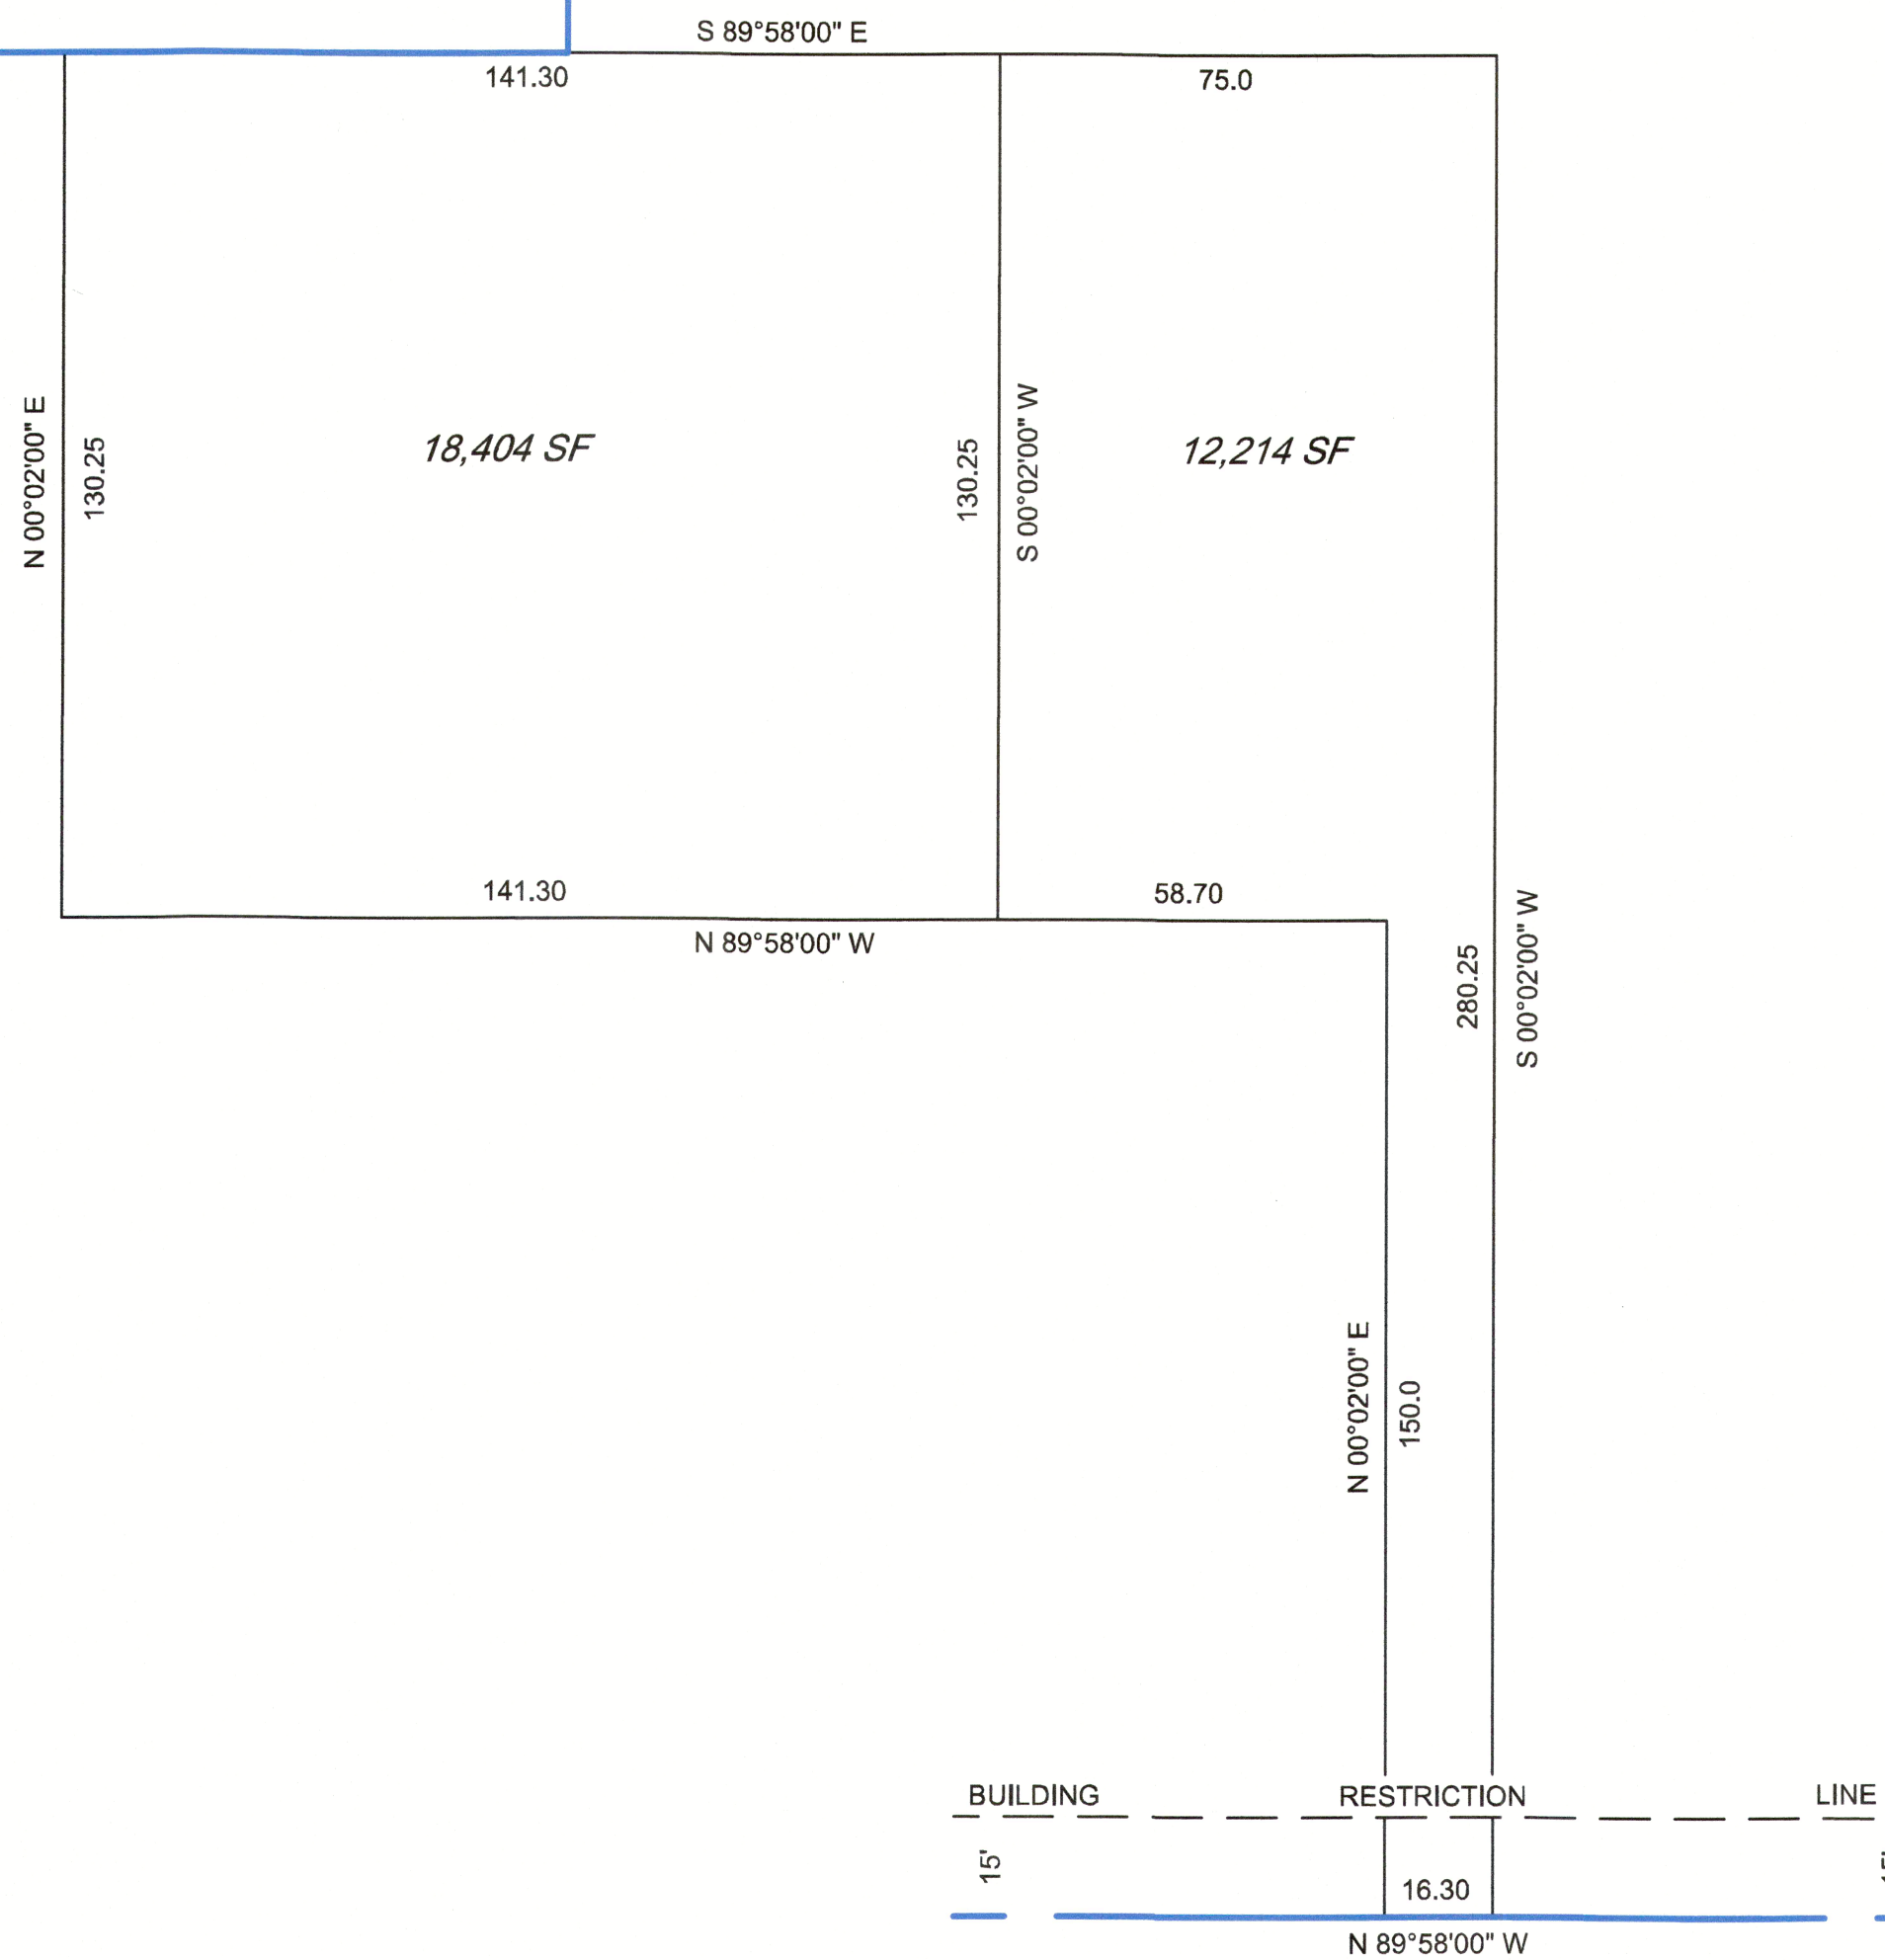 S 89°58'00" E
141.30
75.0
N 00°02'00" E
130.25
18,404 SF
130.25
S 00°02'00" W
12,214 SF
141.30
58.70
N 89°58'00" W
280.25
S 00°02'00" W
N 00°02'00" E
150.0
BUILDING RESTRICTION LINE
15'
16.30
N 89°58'00" W